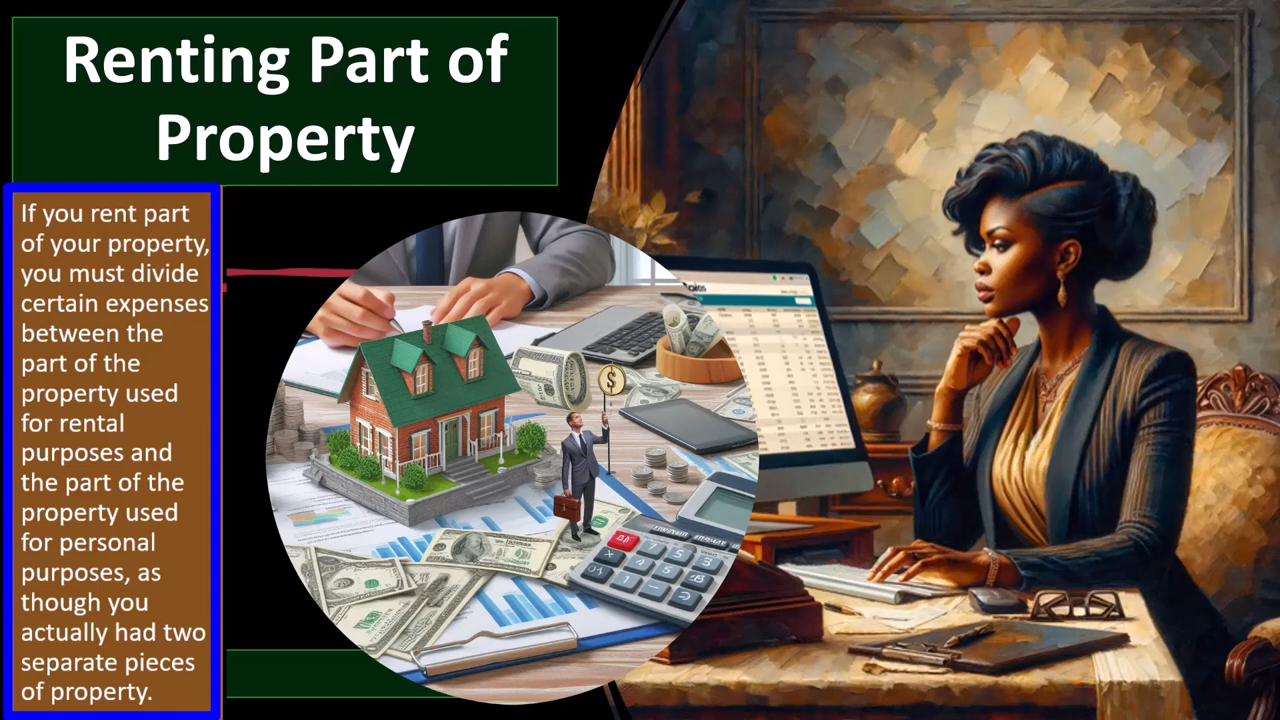 Renting Part of
Property
If you rent part
of your property,
you must divide
certain expenses
between the
part of the
property used
for rental
purposes and
the part of the
property used
for personal
purposes, as
though you
actually had two
separate pieces
of property.
$